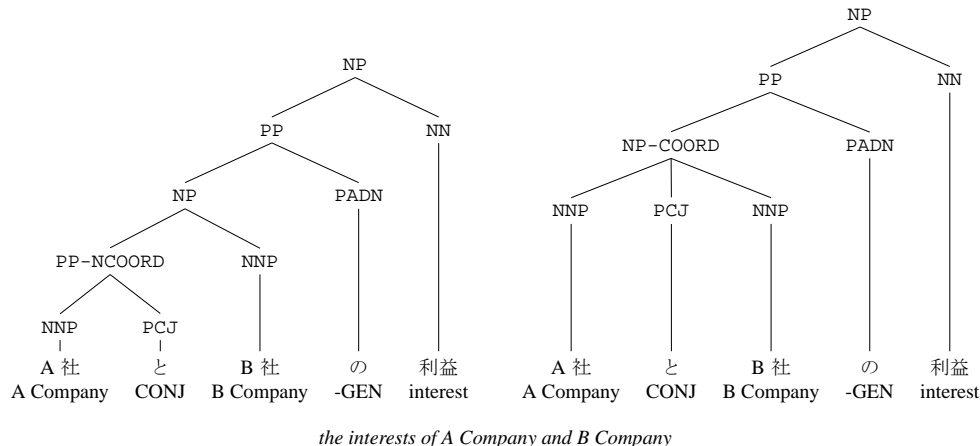 NP
NP
PP
NN
PP
NN
NP-COORD
PADN
NP
PADN
NNP
PCJ
NNP
PP-NCOORD
NNP
NNP
PCJ
A 社 と B 社 の 利益
A Company CONJ B Company -GEN interest
A 社 と B 社 の 利益
A Company CONJ B Company -GEN interest
the interests of A Company and B Company